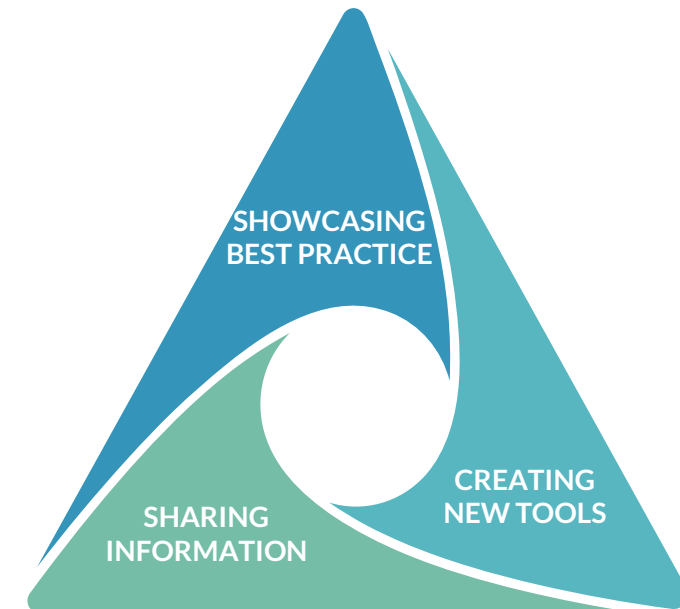 SHOWCASING
BEST PRACTICE
CREATING
NEW TOOLS
SHARING
INFORMATION